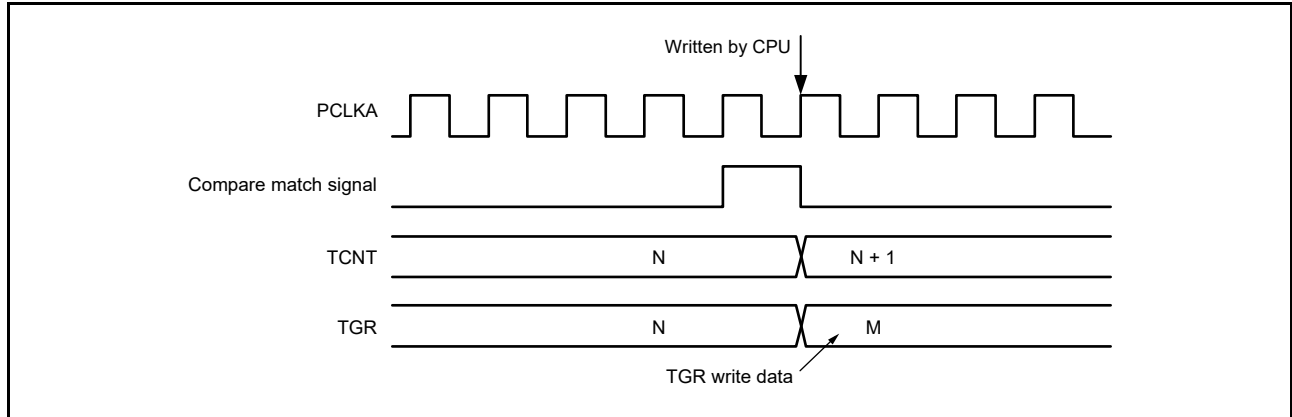 Written by CPU
PCLKA
Compare match signal
TCNT
N
N + 1
TGR
N
M
TGR write data